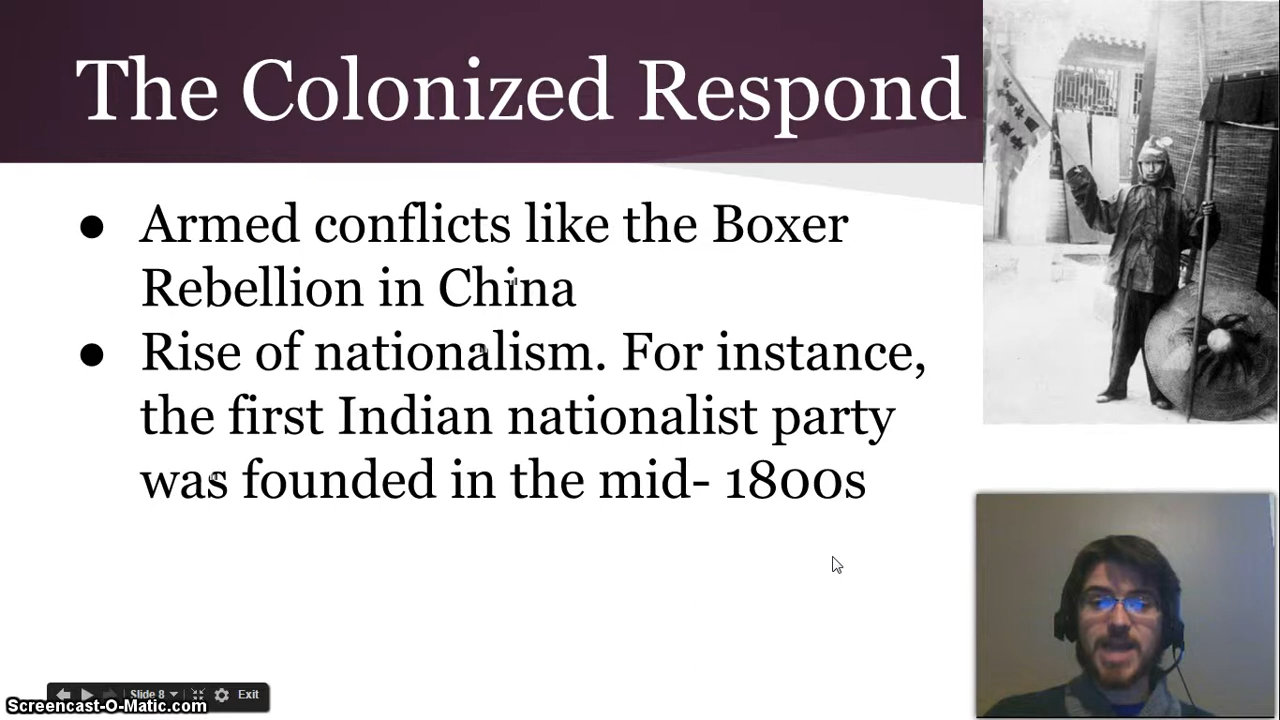 The Colonized Respond
● Armed conflicts like the Boxer
Rebellion in China
● Rise of nationalism. For instance,
the first Indian nationalist party
was founded in the mid- 1800s
Slide 8
Exit
Screencast-O-Matic.com